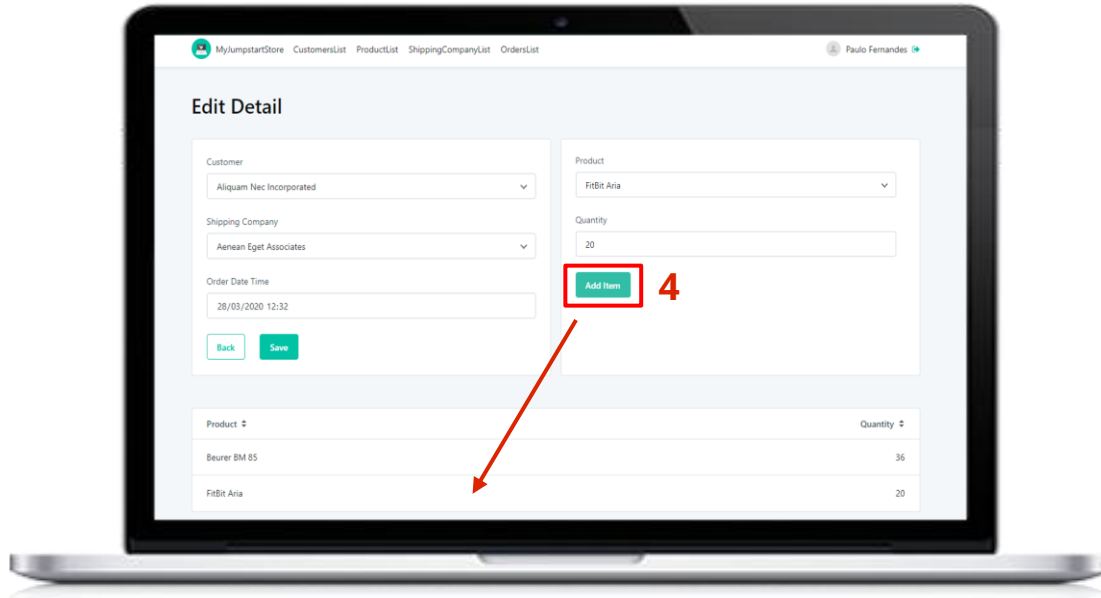 MyJumpstartStore CustomersList ProductList ShippingCompanyList OrdersList Paulo Fernandes
Edit Detail
Customer
Aliquam Nec Incorporated
Shipping Company
Aenean Eget Associates
Order Date Time
28/03/2020 12:32
Back Save
Product
FitBit Aria
Quantity
20
Add Item 4
Product Quantity
Beurer BM 85 36
FitBit Aria 20